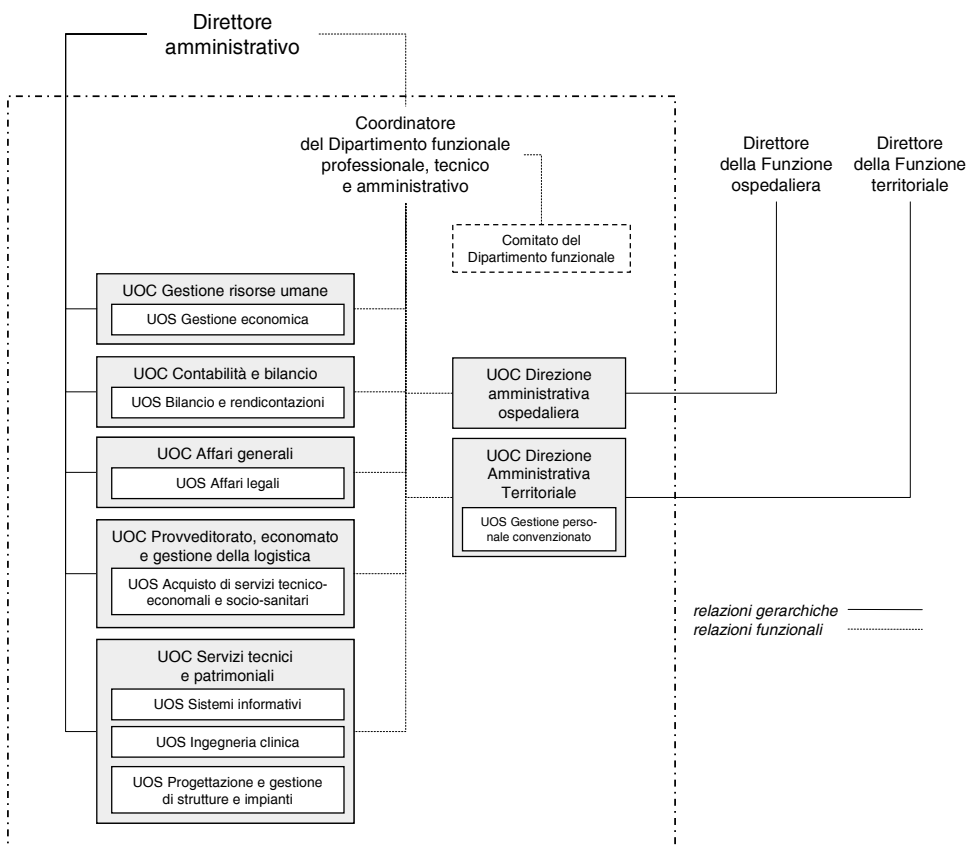 Direttore
amministrativo
Coordinatore
del Dipartimento funzionale
professionale, tecnico
e amministrativo
Direttore
della Funzione
ospedaliera
Direttore
della Funzione
territoriale
Comitato del
Dipartimento funzionale
UOC Gestione risorse umane
UOS Gestione economica
UOC Contabilità e bilancio
UOS Bilancio e rendicontazioni
UOC Affari generali
UOS Affari legali
UOC Provveditorato, economato
e gestione della logistica
UOS Acquisto di servizi tecnico-
economali e socio-sanitari
UOC Servizi tecnici
e patrimoniali
UOS Sistemi informativi
UOS Ingegneria clinica
UOS Progettazione e gestione
di strutture e impianti
UOC Direzione
amministrativa
ospedaliera
UOC Direzione
Amministrativa
Territoriale
UOS Gestione perso-
nale convenzionato
relazioni gerarchiche
relazioni funzionali